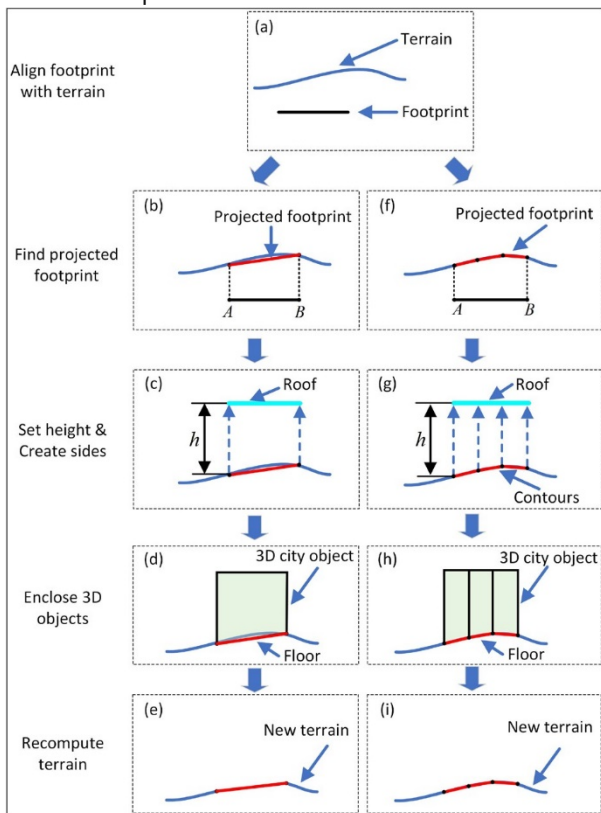 (a)
Terrain
Align footprint
with terrain
Footprint
(b)
Projected footprint
(f)
Projected footprint
Find projected
footprint
A
B
A
B
(c)
Roof
(g)
Roof
Set height &
Create sides
h
h
Contours
(d)
3D city object
(h)
3D city object
Enclose 3D
objects
Floor
Floor
(e)
New terrain
(i)
New terrain
Recompute
terrain